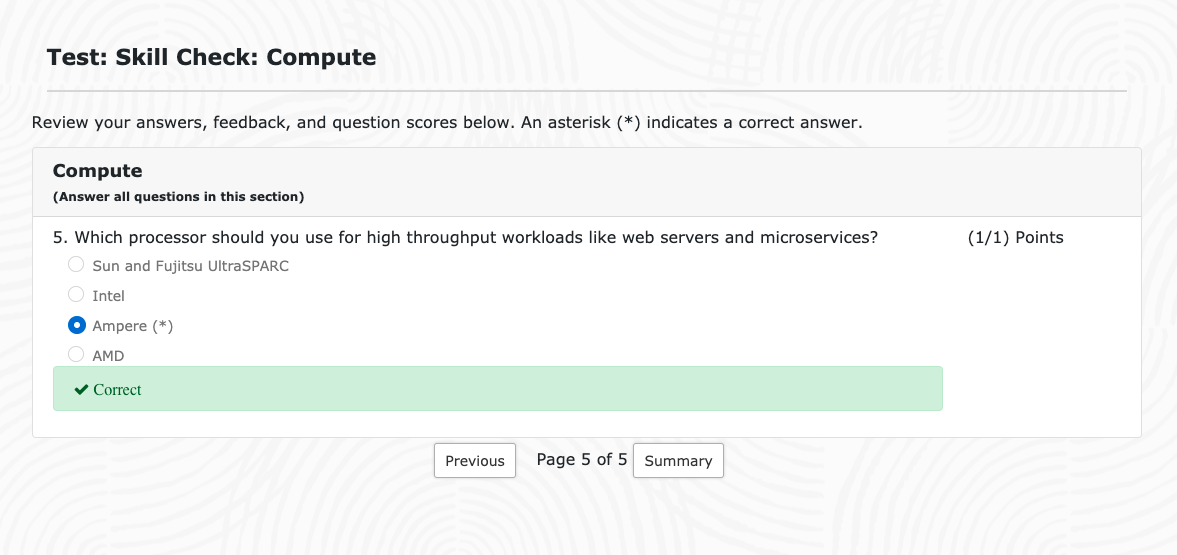 Test: Skill Check: Compute
Review your answers, feedback, and question scores below. An asterisk (*) indicates a correct answer.
Compute
(Answer all questions in this section)
5. Which processor should you use for high throughput workloads like web servers and microservices? (1/1) Points
Sun and Fujitsu UltraSPARC
Intel
Ampere (*)
AMD
Correct
Previous Page 5 of 5 Summary